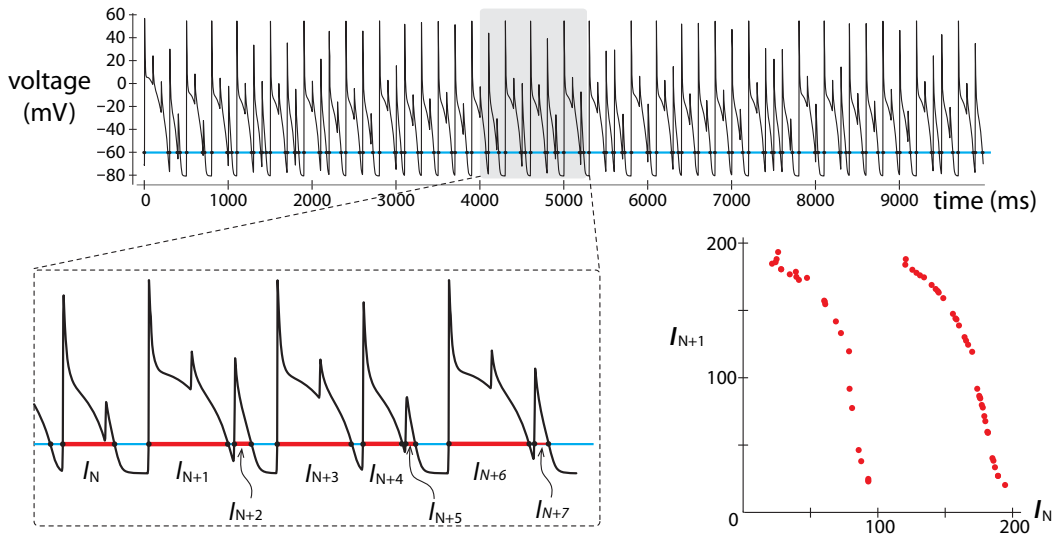 60
40
20
voltage
(mV)
0
−20
−40
−60
−80
0 1000 2000 3000 4000 5000 6000 7000 8000 9000 time (ms)
I_N
I_N+1
I_N+2
I_N+3
I_N+4
I_N+5
I_N+6
I_N+7
200
I_N+1
100
0
100
200
I_N